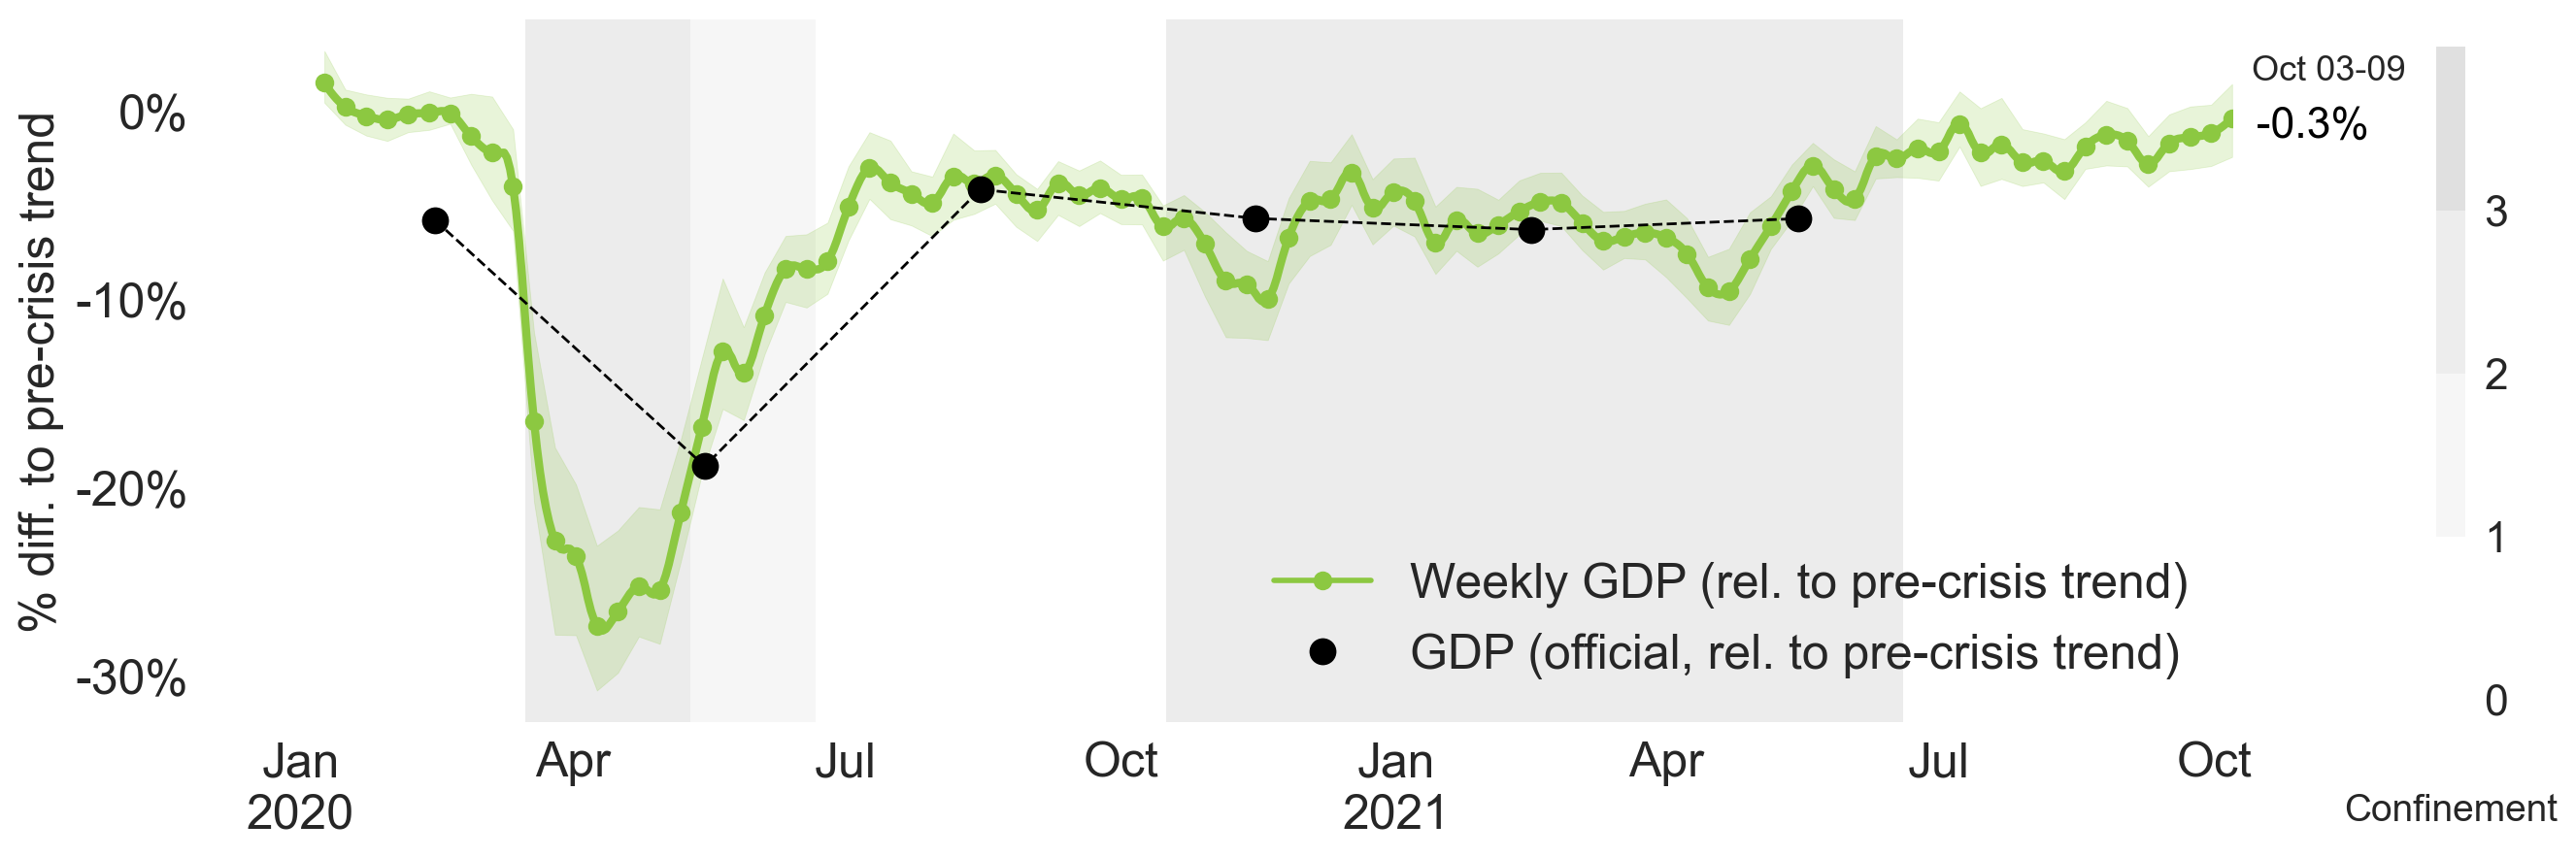 % diff. to pre-crisis trend
0%
-10%
-20%
-30%
Oct 03-09
-0.3%
3
2
1
0
Weekly GDP (rel. to pre-crisis trend)
GDP (official, rel. to pre-crisis trend)
Jan Apr Jul Oct Jan Apr Jul Oct
2020 2021
Confinement